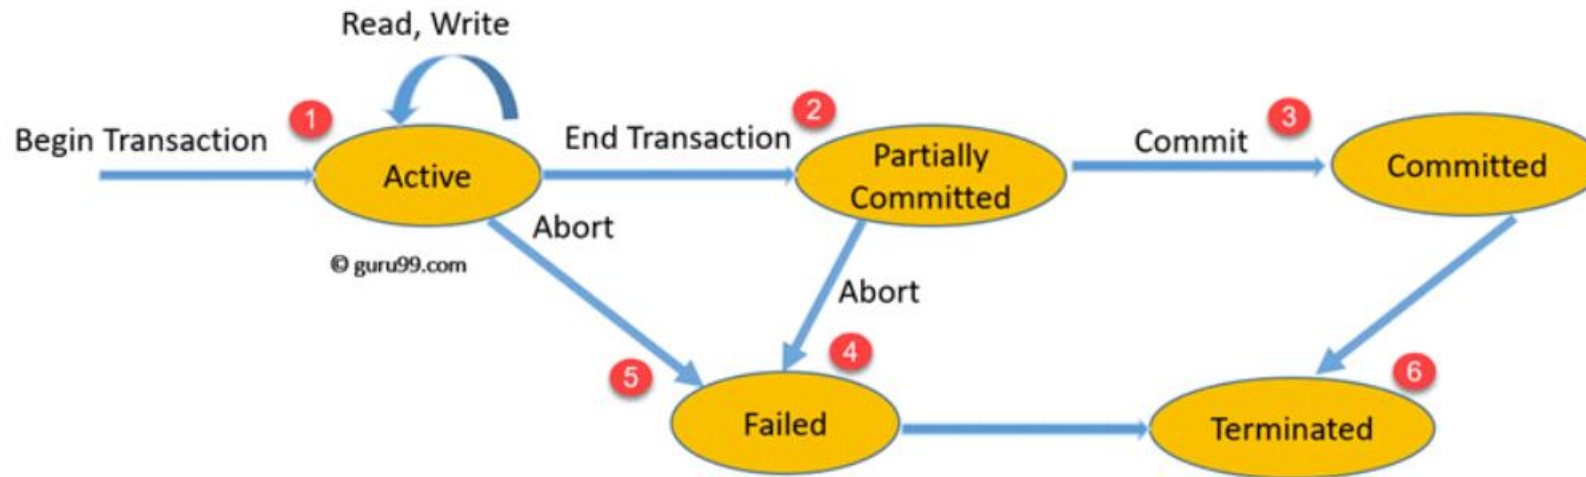 Read, Write
1
2
3
Begin Transaction
End Transaction
Commit
Active
Partially
Committed
Committed
Abort
© guru99.com
Abort
5
4
6
Failed
Terminated